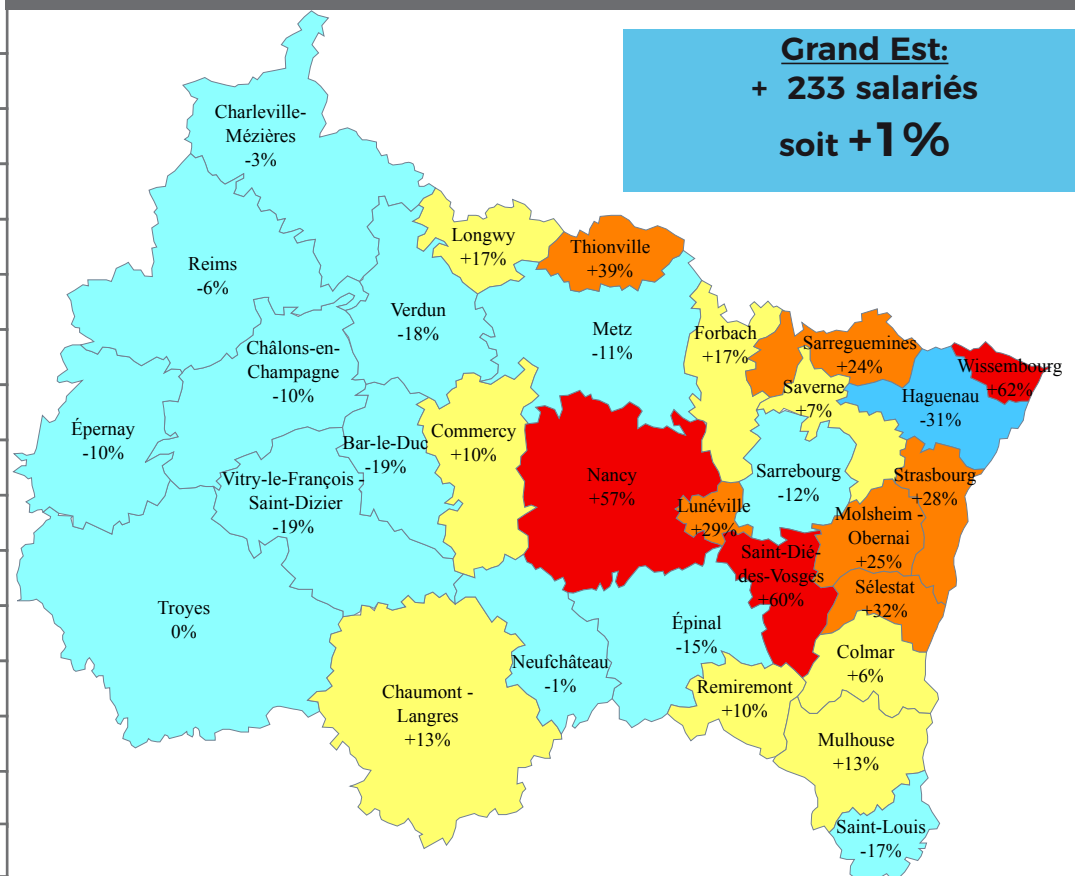 Grand Est:
+ 233 salariés
soit +1%
Charleville-
Mézières
-3%
Longwy
+17%
Thionville
+39%
Reims
-6%
Verdun
-18%
Metz
-11%
Forbach
+17%
Sarreguemines
+24%
Wissembourg
+62%
Châlons-en-
Champagne
-10%
Saverne
+7%
Haguenau
-31%
Épernay
-10%
Bar-le-Duc
-19%
Commercy
+10%
Nancy
+57%
Sarrebourg
-12%
Strasbourg
+28%
Vitry-le-François -
Saint-Dizier
-19%
Lunéville
+29%
Molsheim -
Obernai
+25%
Saint-Dié-
des-Vosges
+60%
Sélestat
+32%
Troyes
0%
Épinal
-15%
Colmar
+6%
Neufchâteau
-1%
Chaumont -
Langres
+13%
Remiremont
+10%
Mulhouse
+13%
Saint-Louis
-17%